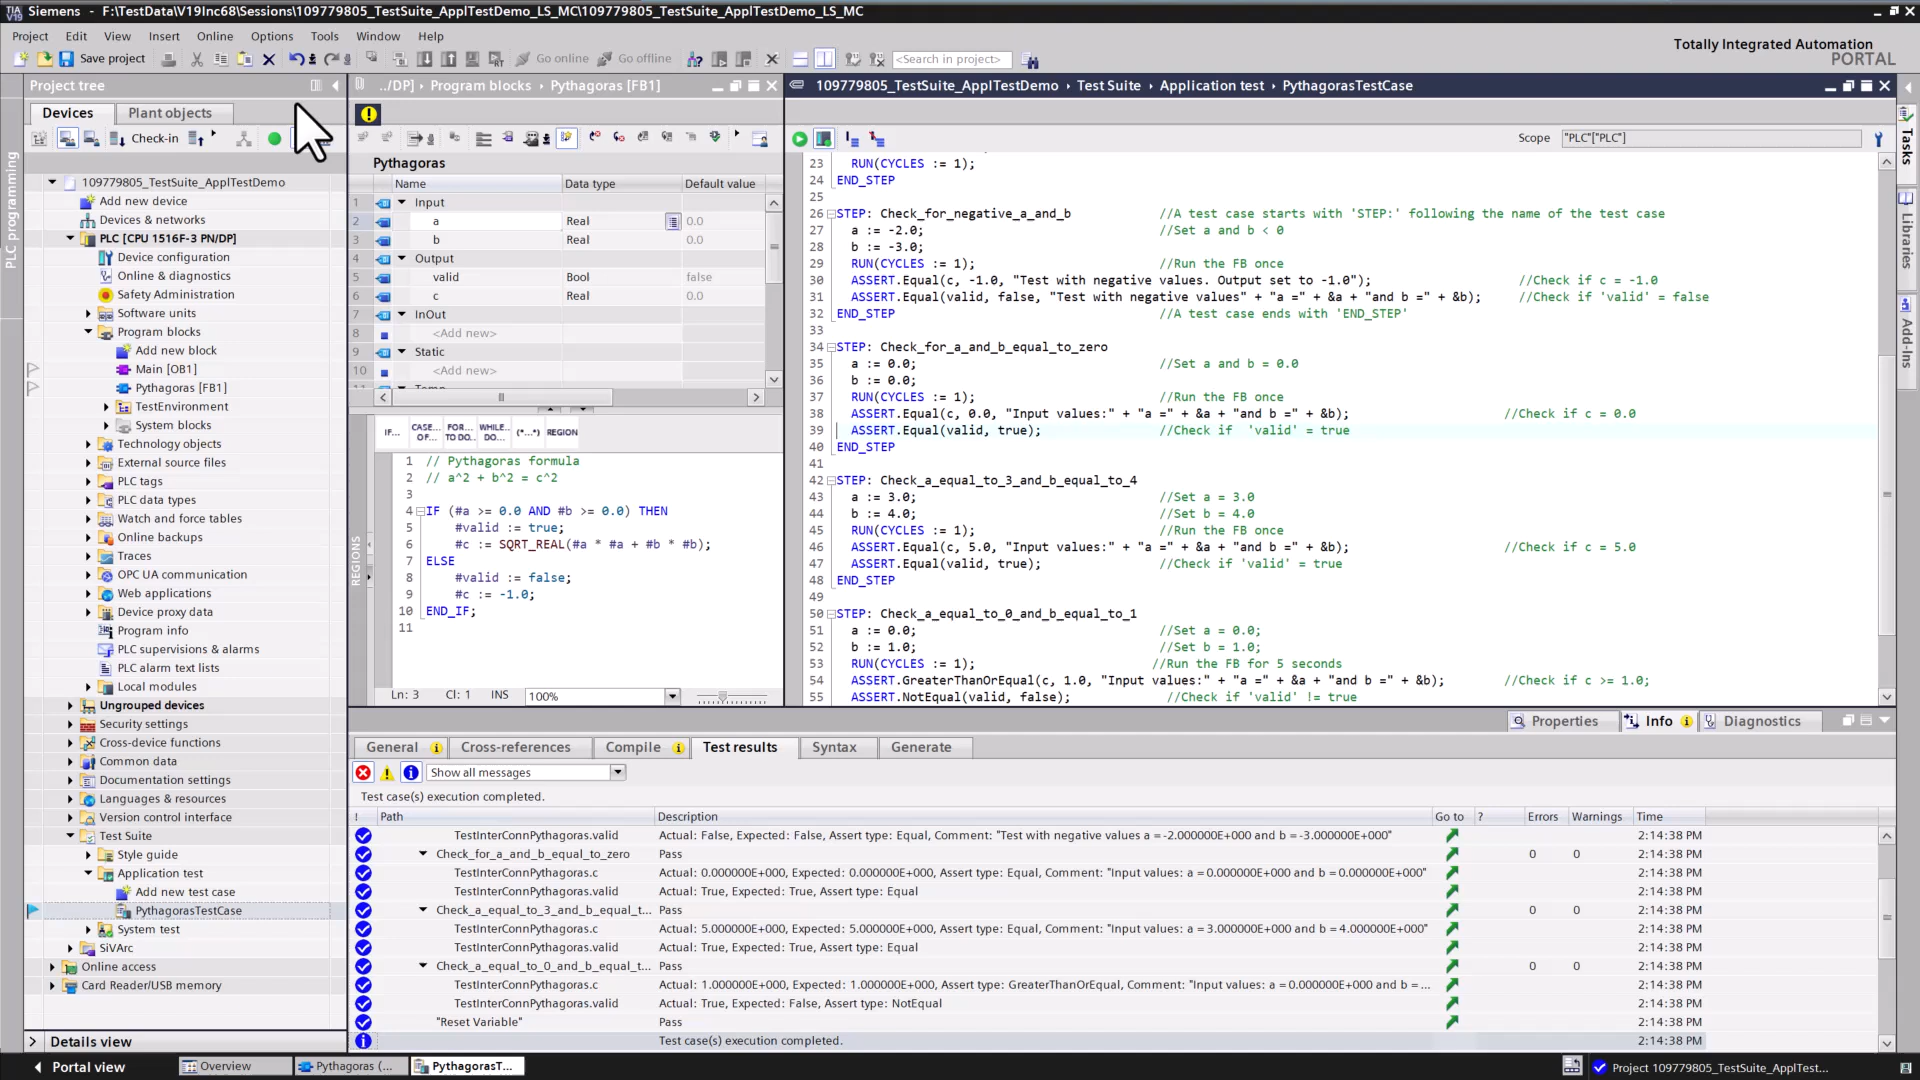 TIA V19 Siemens - F:\TestData\V19Inc68\Sessions\109779805_TestSuite_ApplTestDemo_LS_MC\109779805_TestSuite_ApplTestDemo_LS_MC
Project Edit View Insert Online Options Tools Window Help
Totally Integrated Automation
PORTAL
Save project Go online Go offline <Search in project>
Project tree
Devices Plant objects
Check-in
PLC programming
109779805_TestSuite_ApplTestDemo
Add new device
Devices & networks
PLC [CPU 1516F-3 PN/DP]
Device configuration
Online & diagnostics
Safety Administration
Software units
Program blocks
Add new block
Main [OB1]
Pythagoras [FB1]
TestEnvironment
System blocks
Technology objects
External source files
PLC tags
PLC data types
Watch and force tables
Online backups
Traces
OPC UA communication
Web applications
Device proxy data
Program info
PLC supervisions & alarms
PLC alarm text lists
Local modules
Ungrouped devices
Security settings
Cross-device functions
Common data
Documentation settings
Languages & resources
Version control interface
Test Suite
Style guide
Application test
Add new test case
PythagorasTestCase
System test
SiVArc
Online access
Card Reader/USB memory
Details view
../DP] Program blocks Pythagoras [FB1]
Pythagoras
Name Data type Default value
1 Input
2 a Real 0.0
3 b Real 0.0
4 Output
5 valid Bool false
6 c Real 0.0
7 InOut
8 <Add new>
9 Static
10 <Add new>
IF... CASE... OF... FOR... TO DO... WHILE... DO... (*...*) REGION
REGIONS
1 // Pythagoras formula
2 // a^2 + b^2 = c^2
3
4 IF (#a >= 0.0 AND #b >= 0.0) THEN
5 #valid := true;
6 #c := SQRT_REAL(#a * #a + #b * #b);
7 ELSE
8 #valid := false;
9 #c := -1.0;
10 END_IF;
11
Ln: 3 Cl: 1 INS 100%
109779805_TestSuite_ApplTestDemo Test Suite Application test PythagorasTestCase
Scope "PLC"["PLC"]
23 RUN(CYCLES := 1);
24 END_STEP
25
26 STEP: Check_for_negative_a_and_b //A test case starts with 'STEP:' following the name of the test case
27 a := -2.0; //Set a and b < 0
28 b := -3.0;
29 RUN(CYCLES := 1); //Run the FB once
30 ASSERT.Equal(c, -1.0, "Test with negative values. Output set to -1.0"); //Check if c = -1.0
31 ASSERT.Equal(valid, false, "Test with negative values" + "a =" + &a + "and b =" + &b); //Check if 'valid' = false
32 END_STEP //A test case ends with 'END_STEP'
33
34 STEP: Check_for_a_and_b_equal_to_zero
35 a := 0.0; //Set a and b = 0.0
36 b := 0.0;
37 RUN(CYCLES := 1); //Run the FB once
38 ASSERT.Equal(c, 0.0, "Input values:" + "a =" + &a + "and b =" + &b); //Check if c = 0.0
39 ASSERT.Equal(valid, true); //Check if 'valid' = true
40 END_STEP
41
42 STEP: Check_a_equal_to_3_and_b_equal_to_4
43 a := 3.0; //Set a = 3.0
44 b := 4.0; //Set b = 4.0
45 RUN(CYCLES := 1); //Run the FB once
46 ASSERT.Equal(c, 5.0, "Input values:" + "a =" + &a + "and b =" + &b); //Check if c = 5.0
47 ASSERT.Equal(valid, true); //Check if 'valid' = true
48 END_STEP
49
50 STEP: Check_a_equal_to_0_and_b_equal_to_1
51 a := 0.0; //Set a = 0.0;
52 b := 1.0; //Set b = 1.0;
53 RUN(CYCLES := 1); //Run the FB for 5 seconds
54 ASSERT.GreaterThanOrEqual(c, 1.0, "Input values:" + "a =" + &a + "and b =" + &b); //Check if c >= 1.0;
55 ASSERT.NotEqual(valid, false); //Check if 'valid' != true
Tasks
Libraries
Add-Ins
Properties Info Diagnostics
General Cross-references Compile Test results Syntax Generate
Show all messages
Test case(s) execution completed.
! Path Description Go to ? Errors Warnings Time
TestInterConnPythagoras.valid Actual: False, Expected: False, Assert type: Equal, Comment: "Test with negative values a = -2.000000E+000 and b = -3.000000E+000" 2:14:38 PM
Check_for_a_and_b_equal_to_zero Pass 0 0 2:14:38 PM
TestInterConnPythagoras.c Actual: 0.000000E+000, Expected: 0.000000E+000, Assert type: Equal, Comment: "Input values: a = 0.000000E+000 and b = 0.000000E+000" 2:14:38 PM
TestInterConnPythagoras.valid Actual: True, Expected: True, Assert type: Equal 2:14:38 PM
Check_a_equal_to_3_and_b_equal_t... Pass 0 0 2:14:38 PM
TestInterConnPythagoras.c Actual: 5.000000E+000, Expected: 5.000000E+000, Assert type: Equal, Comment: "Input values: a = 3.000000E+000 and b = 4.000000E+000" 2:14:38 PM
TestInterConnPythagoras.valid Actual: True, Expected: True, Assert type: Equal 2:14:38 PM
Check_a_equal_to_0_and_b_equal_t... Pass 0 0 2:14:38 PM
TestInterConnPythagoras.c Actual: 1.000000E+000, Expected: 1.000000E+000, Assert type: GreaterThanOrEqual, Comment: "Input values: a = 0.000000E+000 and b = ... 2:14:38 PM
TestInterConnPythagoras.valid Actual: True, Expected: False, Assert type: NotEqual 2:14:38 PM
"Reset Variable" Pass 2:14:38 PM
Test case(s) execution completed. 2:14:38 PM
Portal view Overview Pythagoras (... PythagorasT... Project 109779805_TestSuite_ApplTest...